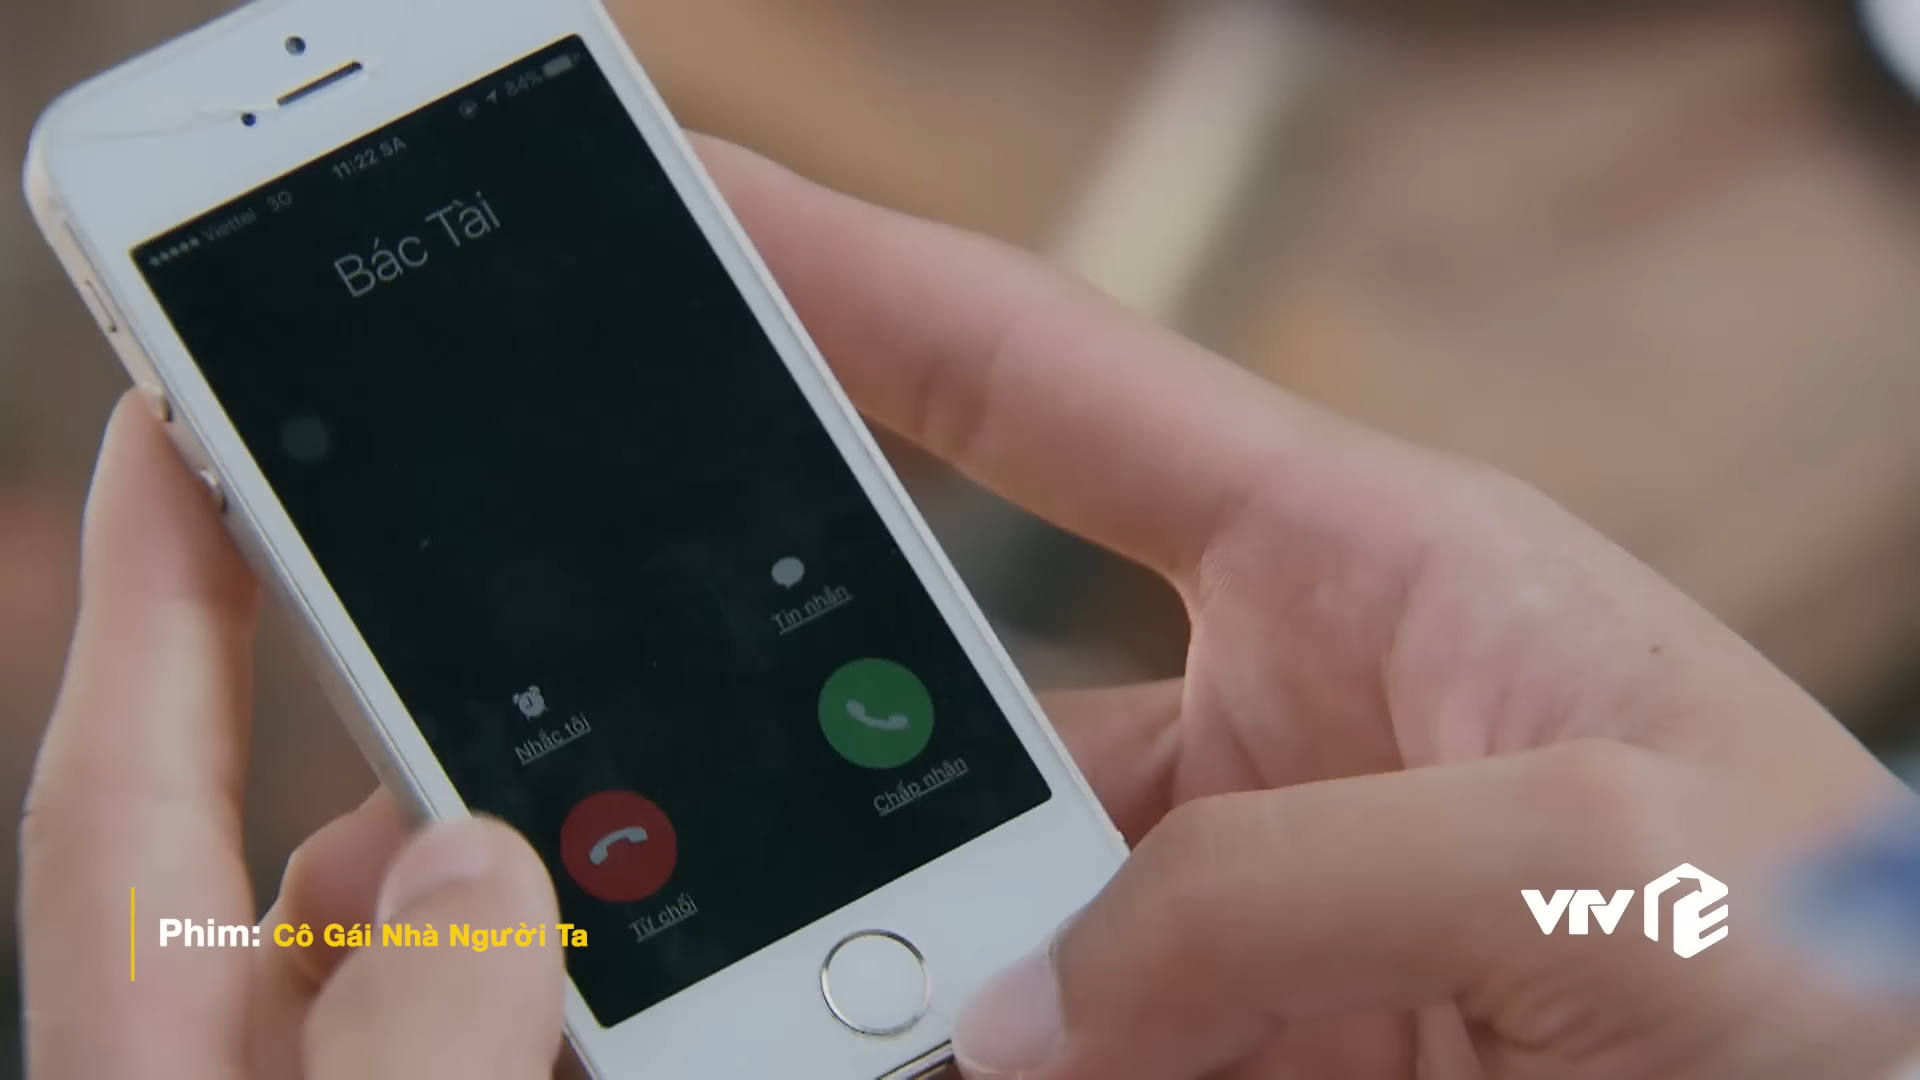 Viettel 3G 11:22 SA 84%
Bác Tài
Tin nhắn
Nhắc tôi
Chấp nhận
Từ chối
Phim: Cô Gái Nhà Người Ta
VTV E